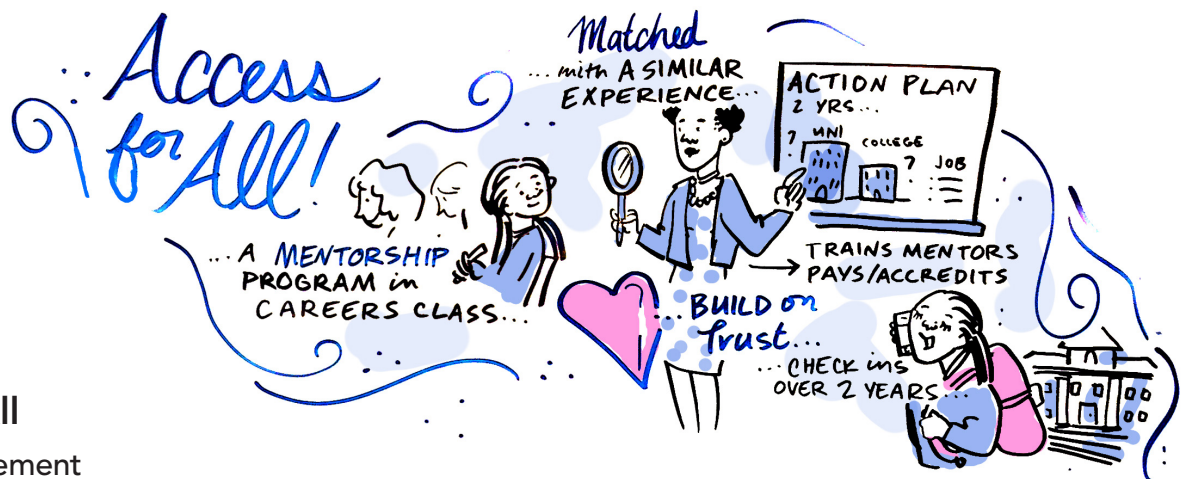 Access
for All!
...A MENTORSHIP
PROGRAM in
CAREERS CLASS...
Matched
...with A SIMILAR
EXPERIENCE...
ACTION PLAN
2 YRS...
? UNI
COLLEGE
? JOB
→ TRAINS MENTORS
PAYS/ACCREDITS
...BUILD on
Trust...
...CHECK ins
OVER 2 YEARS...
ll
ement